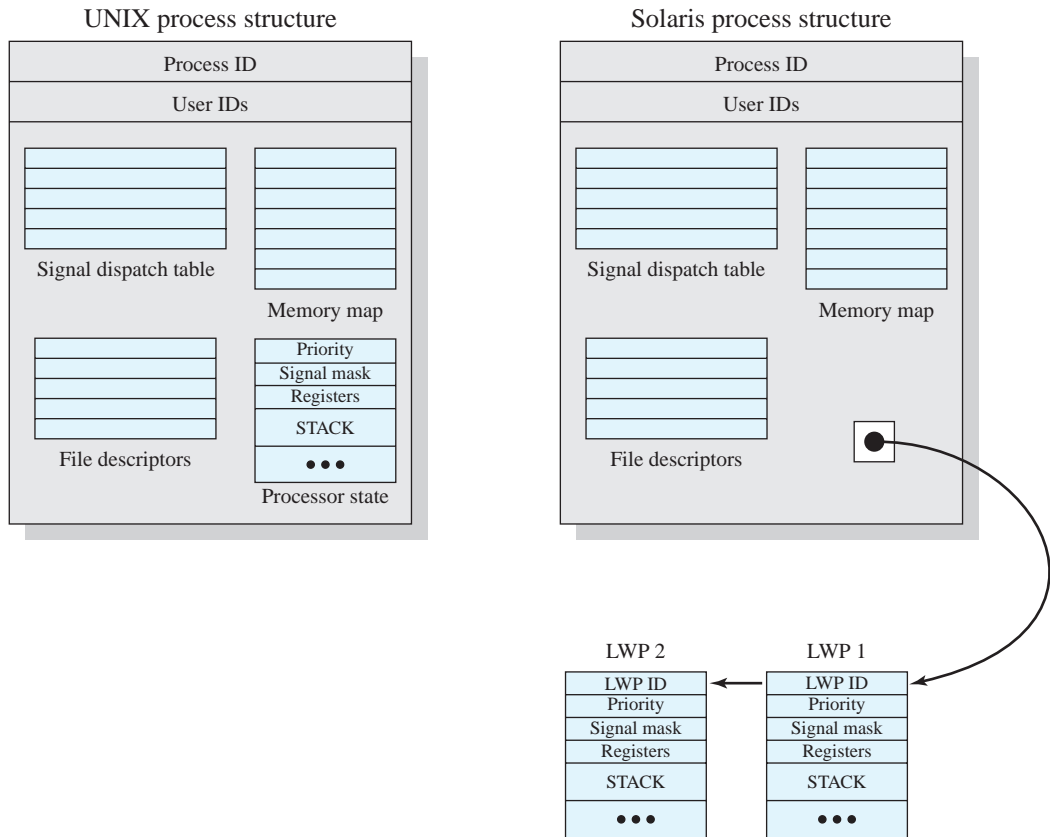 UNIX process structure
Process ID
User IDs
Signal dispatch table
Memory map
Priority
Signal mask
Registers
STACK
•••
File descriptors
Processor state
Solaris process structure
Process ID
User IDs
Signal dispatch table
Memory map
File descriptors
LWP 2
LWP ID
Priority
Signal mask
Registers
STACK
•••
LWP 1
LWP ID
Priority
Signal mask
Registers
STACK
•••